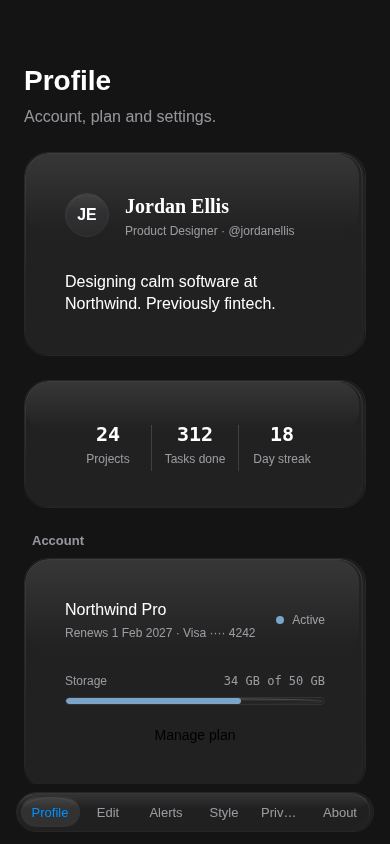 Profile
Account, plan and settings.
JE
Jordan Ellis
Product Designer · @jordanellis
Designing calm software at
Northwind. Previously fintech.
24
312
18
Projects
Tasks done
Day streak
Account
Northwind Pro
Renews 1 Feb 2027 · Visa ···· 4242
Active
Storage
34 GB of 50 GB
Manage plan
Profile
Edit
Alerts
Style
Priv…
About